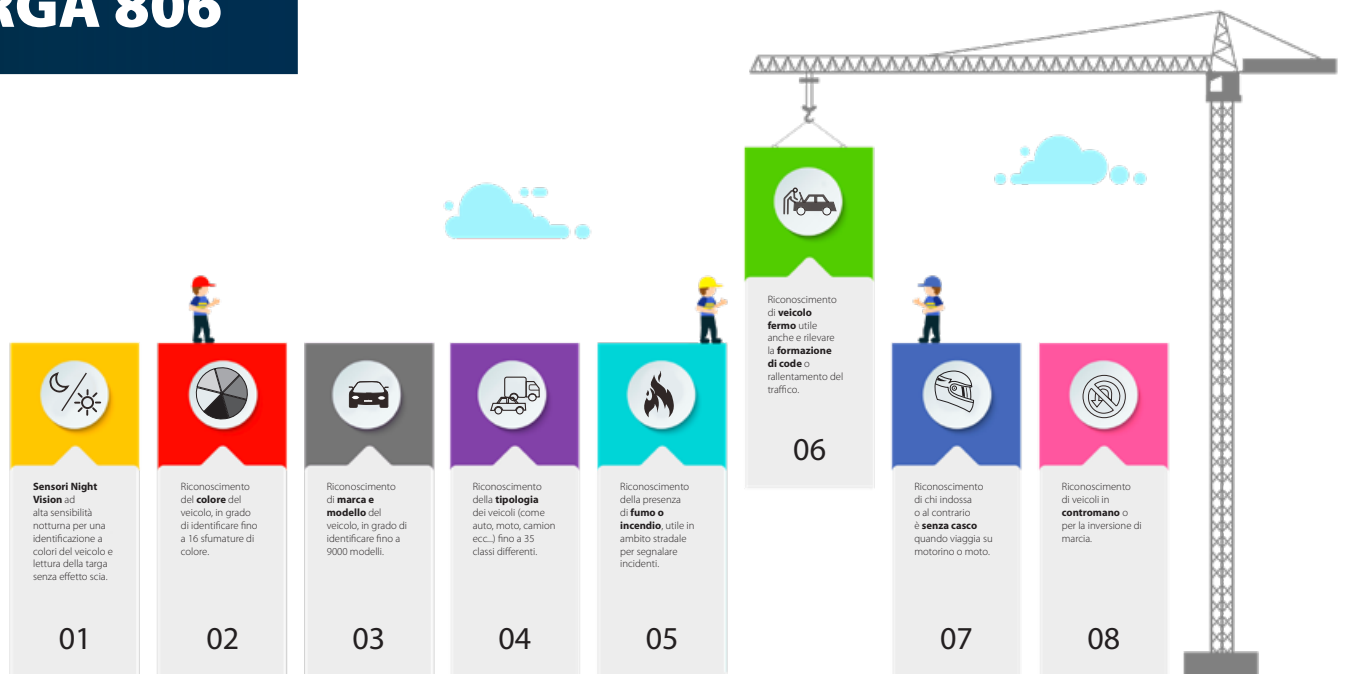 RGA 806
Sensori Night
Vision ad
alta sensibilità
notturna per una
identificazione a
colori del veicolo e
lettura della targa
senza effetto scia.
01
Riconoscimento
del colore del
veicolo, in grado
di identificare fino
a 16 sfumature di
colore.
02
Riconoscimento
di marca e
modello del
veicolo, in grado di
identificare fino a
9000 modelli.
03
Riconoscimento
della tipologia
dei veicoli (come
auto, moto, camion
ecc...) fino a 35
classi differenti.
04
Riconoscimento
della presenza
di fumo o
incendio, utile in
ambito stradale
per segnalare
incidenti.
05
Riconoscimento
di veicolo
fermo utile
anche e rilevare
la formazione
di code o
rallentamento del
traffico.
06
Riconoscimento
di chi indossa
o al contrario
è senza casco
quando viaggia su
motorino o moto.
07
Riconoscimento
di veicoli in
contromano o
per la inversione di
marcia.
08